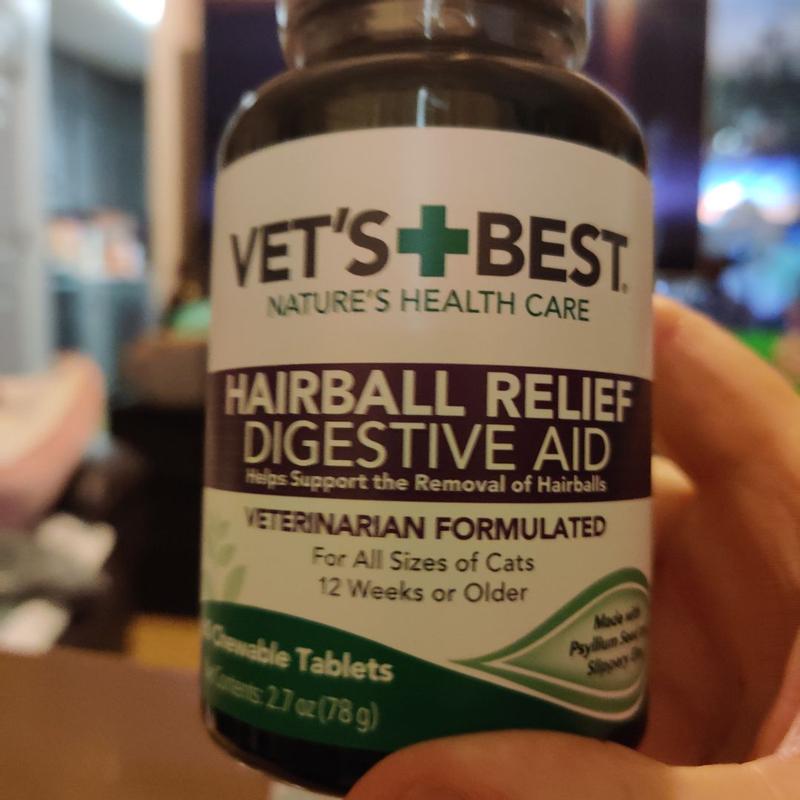 VET'S+BEST®
NATURE'S HEALTH CARE
HAIRBALL RELIEF
DIGESTIVE AID
Helps Support the Removal of Hairballs
VETERINARIAN FORMULATED
For All Sizes of Cats
12 Weeks or Older
Made with
Psyllium
Slippery
Chewable Tablets
Contents: 2.7 oz (78 g)